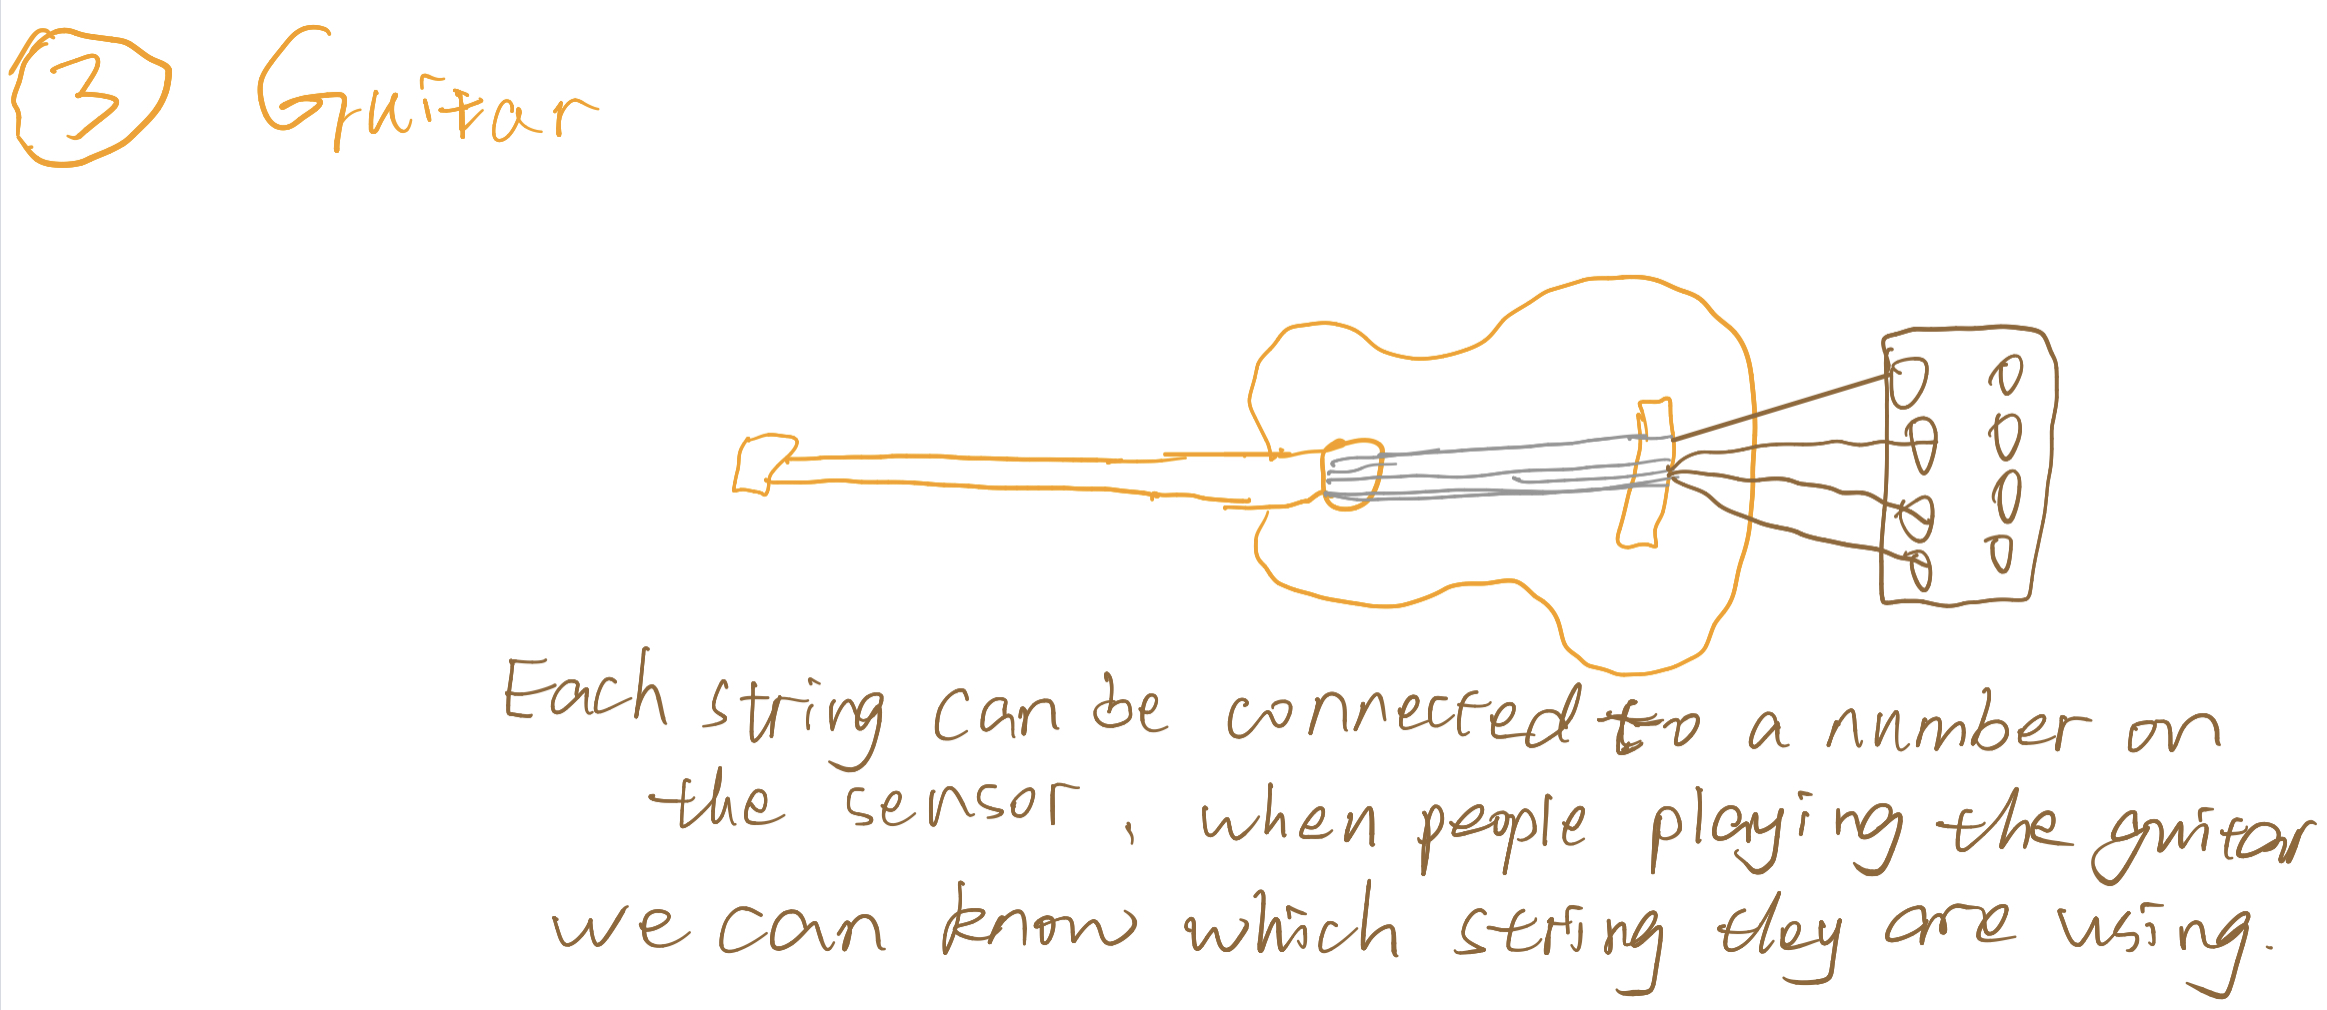 3 Guitar
Each string can be connected to a number on
the sensor, when people playing the guitar
we can know which string they are using.